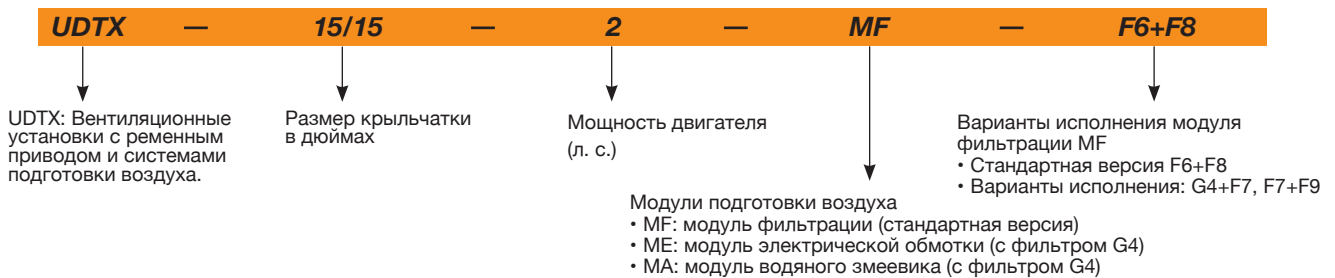 UDTX — 15/15 — 2 — MF — F6+F8
UDTX: Вентиляционные
установки с ременным
приводом и системами
подготовки воздуха.
Размер крыльчатки
в дюймах
Мощность двигателя
(л. с.)
Модули подготовки воздуха
• MF: модуль фильтрации (стандартная версия)
• ME: модуль электрической обмотки (с фильтром G4)
• MA: модуль водяного змеевика (с фильтром G4)
Варианты исполнения модуля
фильтрации MF
• Стандартная версия F6+F8
• Варианты исполнения: G4+F7, F7+F9